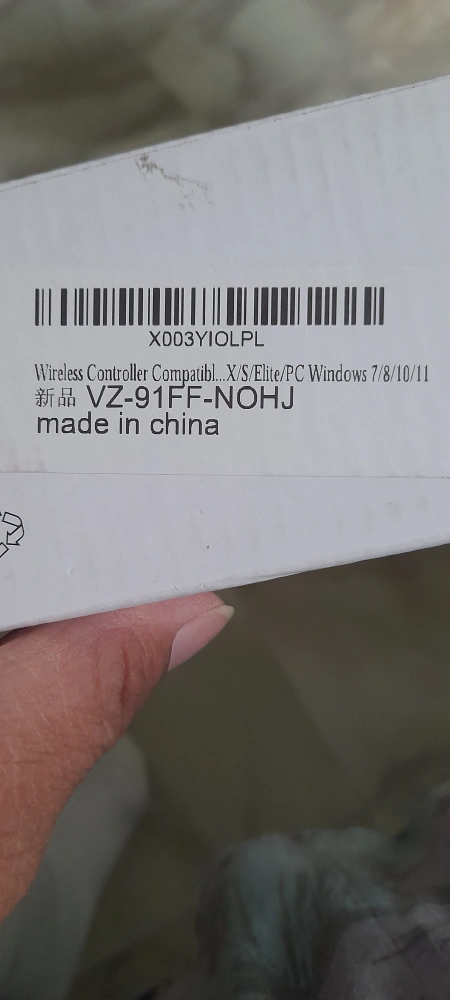 X003YIOLPL
Wireless Controller Compatibl...X/S/Elite/PC Windows 7/8/10/11
新品 VZ-91FF-NOHJ
made in china